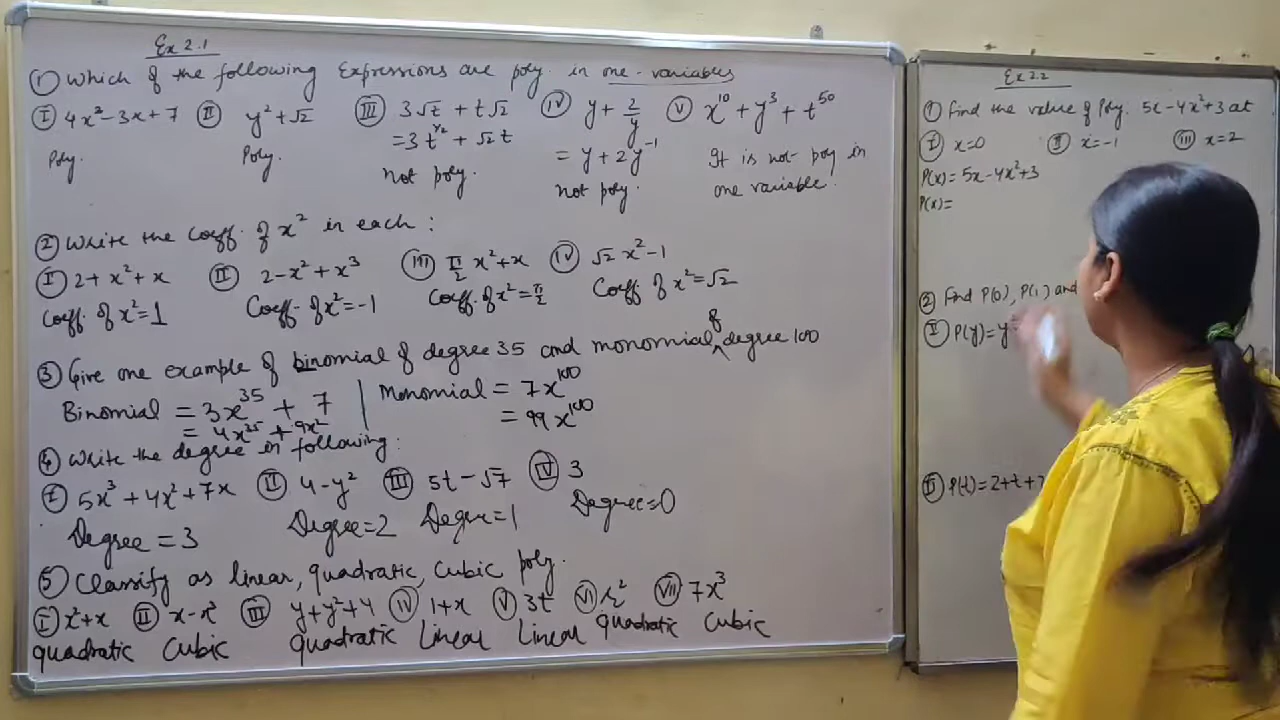 Ex 2.1
① Which of the following Expressions are poly. in one-variables
Ⓘ 4x²-3x+7 Ⓘⓘ y²+√2 Ⓘⓘⓘ 3√t + t√2 ⒾⓋ y + 2/y Ⓥ x¹⁰ + y³ + t⁵⁰
= 3 t^½ + √2 t = y + 2y⁻¹ It is not poy in
Poly. Poly. not poly. not poly. one variable.
② Write the coeff. of x² in each :
Ⓘ 2 + x² + x Ⓘⓘ 2-x²+x³ Ⓘⓘⓘ π/2 x²+x ⒾⓋ √2 x²-1
Coeff. of x²=1 Coeff. of x²=-1 Coeff. of x²=π/2 Coeff of x²=√2
③ Give one example of binomial of degree 35 and monomial of degree 100
Binomial = 3x³⁵ + 7 Monomial = 7x¹⁰⁰
= 4x³⁵ + 9x² = 99x¹⁰⁰
④ Write the degree in following.
Ⓘ 5x³ + 4x² + 7x Ⓘⓘ 4-y² Ⓘⓘⓘ 5t-√7 ⒾⓋ 3
Degree = 3 Degree=2 Degree=1 Degree=0
⑤ Classify as linear, quadratic, Cubic poly.
Ⓘ x²+x Ⓘⓘ x-x³ Ⓘⓘⓘ y+y²+4 ⒾⓋ 1+x Ⓥ 3t ⓋⒾ r² ⓋⒾⒾ 7x³
quadratic Cubic quadratic Linear Linear quadratic Cubic
Ex 2.2
① Find the value of Poly. 5x-4x²+3 at
Ⓘ x=0 Ⓘⓘ x=-1 Ⓘⓘⓘ x=2
P(x)= 5x-4x²+3
P(x)=
② Find P(0), P(1) and
Ⓘ P(y)=y
Ⓘⓘ P(t)=2+t+